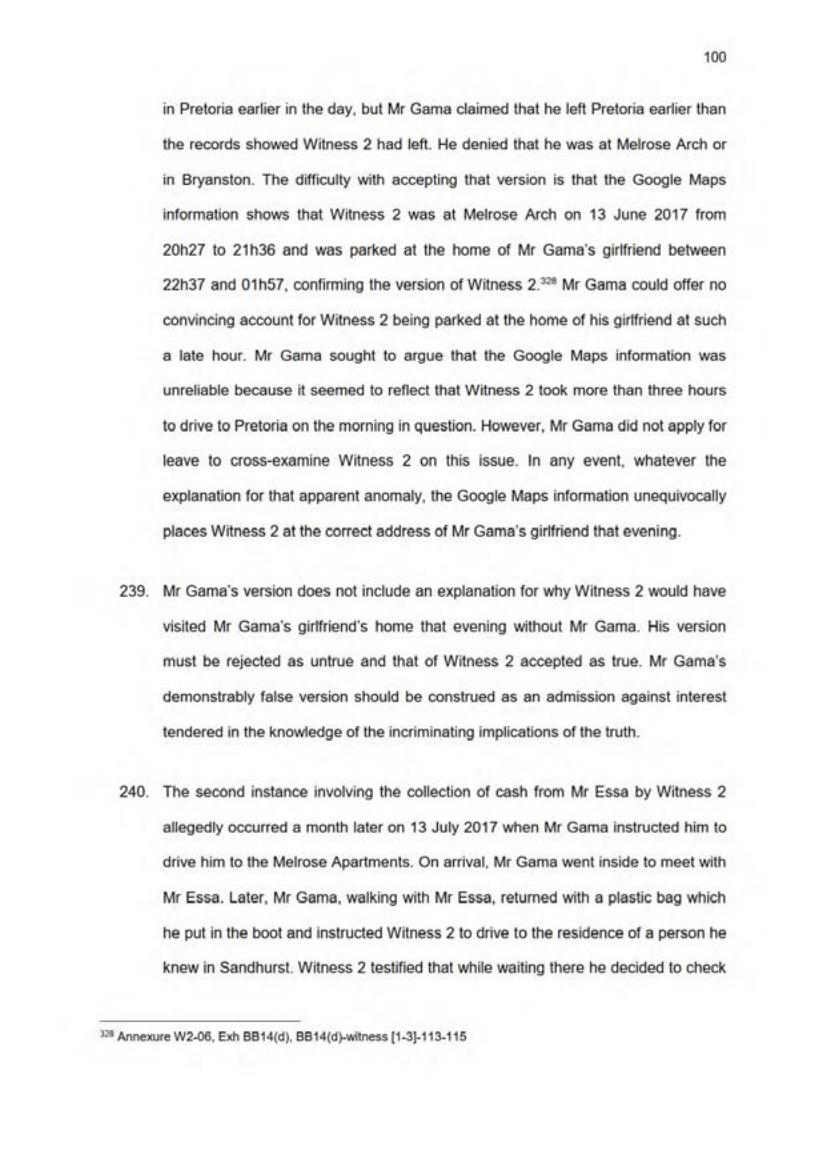 100
in Pretoria earlier in the day, but Mr Gama claimed that he left Pretoria earlier than
the records showed Witness 2 had left. He denied that he was at Melrose Arch or
in Bryanston. The difficulty with accepting that version is that the Google Maps
information shows that Witness 2 was at Melrose Arch on 13 June 2017 from
20h27 to 21h36 and was parked at the home of Mr Gama's girlfriend between
22h37 and 01h57, confirming the version of Witness 2.³²⁸ Mr Gama could offer no
convincing account for Witness 2 being parked at the home of his girlfriend at such
a late hour. Mr Gama sought to argue that the Google Maps information was
unreliable because it seemed to reflect that Witness 2 took more than three hours
to drive to Pretoria on the morning in question. However, Mr Gama did not apply for
leave to cross-examine Witness 2 on this issue. In any event, whatever the
explanation for that apparent anomaly, the Google Maps information unequivocally
places Witness 2 at the correct address of Mr Gama's girlfriend that evening.
239. Mr Gama's version does not include an explanation for why Witness 2 would have
visited Mr Gama's girlfriend's home that evening without Mr Gama. His version
must be rejected as untrue and that of Witness 2 accepted as true. Mr Gama's
demonstrably false version should be construed as an admission against interest
tendered in the knowledge of the incriminating implications of the truth.
240. The second instance involving the collection of cash from Mr Essa by Witness 2
allegedly occurred a month later on 13 July 2017 when Mr Gama instructed him to
drive him to the Melrose Apartments. On arrival, Mr Gama went inside to meet with
Mr Essa. Later, Mr Gama, walking with Mr Essa, returned with a plastic bag which
he put in the boot and instructed Witness 2 to drive to the residence of a person he
knew in Sandhurst. Witness 2 testified that while waiting there he decided to check
³²⁸ Annexure W2-06, Exh BB14(d), BB14(d)-witness [1-3]-113-115